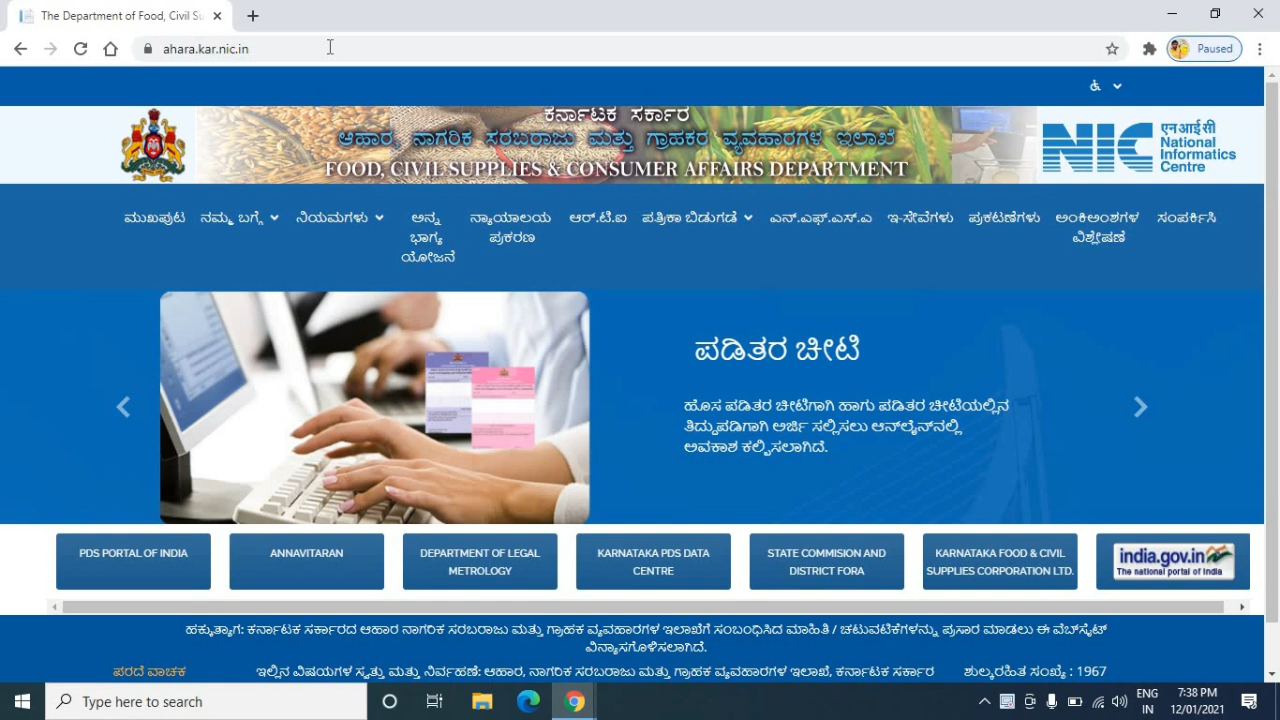 The Department of Food, Civil Su
ahara.kar.nic.in
Paused
ಕರ್ನಾಟಕ ಸರ್ಕಾರ
ಆಹಾರ, ನಾಗರಿಕ ಸರಬರಾಜು ಮತ್ತು ಗ್ರಾಹಕರ ವ್ಯವಹಾರಗಳ ಇಲಾಖೆ
FOOD, CIVIL SUPPLIES & CONSUMER AFFAIRS DEPARTMENT
NIC
एन आई सी
National
Informatics
Centre
ಮುಖಪುಟ
ನಮ್ಮ ಬಗ್ಗೆ
ನಿಯಮಗಳು
ಅನ್ನ
ಭಾಗ್ಯ
ಯೋಜನೆ
ನ್ಯಾಯಾಲಯ
ಪ್ರಕರಣ
ಆರ್.ಟಿ.ಐ
ಪತ್ರಿಕಾ ಬಿಡುಗಡೆ
ಎನ್.ಎಫ್.ಎಸ್.ಎ
ಇ-ಸೇವೆಗಳು
ಪ್ರಕಟಣೆಗಳು
ಅಂಕಿಅಂಶಗಳ
ವಿಶ್ಲೇಷಣೆ
ಸಂಪರ್ಕಿಸಿ
ಪಡಿತರ ಚೀಟಿ
ಹೊಸ ಪಡಿತರ ಚೀಟಿಗಾಗಿ ಹಾಗು ಪಡಿತರ ಚೀಟಿಯಲ್ಲಿನ
ತಿದ್ದುಪಡಿಗಾಗಿ ಅರ್ಜಿ ಸಲ್ಲಿಸಲು ಆನ್‌ಲೈನ್‌ನಲ್ಲಿ
ಅವಕಾಶ ಕಲ್ಪಿಸಲಾಗಿದೆ.
PDS PORTAL OF INDIA
ANNAVITARAN
DEPARTMENT OF LEGAL
METROLOGY
KARNATAKA PDS DATA
CENTRE
STATE COMMISION AND
DISTRICT FORA
KARNATAKA FOOD & CIVIL
SUPPLIES CORPORATION LTD.
india.gov.in
The national portal of India
ಹಕ್ಕುತ್ಯಾಗ: ಕರ್ನಾಟಕ ಸರ್ಕಾರದ ಆಹಾರ ನಾಗರಿಕ ಸರಬರಾಜು ಮತ್ತು ಗ್ರಾಹಕ ವ್ಯವಹಾರಗಳ ಇಲಾಖೆಗೆ ಸಂಬಂಧಿಸಿದ ಮಾಹಿತಿ / ಚಟುವಟಿಕೆಗಳನ್ನು ಪ್ರಸಾರ ಮಾಡಲು ಈ ವೆಬ್‌ಸೈಟ್
ವಿನ್ಯಾಸಗೊಳಿಸಲಾಗಿದೆ.
ಪರದೆ ವಾಚಕ
ಇಲ್ಲಿನ ವಿಷಯಗಳ ಸ್ವತ್ತು ಮತ್ತು ನಿರ್ವಹಣೆ: ಆಹಾರ, ನಾಗರಿಕ ಸರಬರಾಜು ಮತ್ತು ಗ್ರಾಹಕ ವ್ಯವಹಾರಗಳ ಇಲಾಖೆ, ಕರ್ನಾಟಕ ಸರ್ಕಾರ
ಶುಲ್ಕರಹಿತ ಸಂಖ್ಯೆ : 1967
Type here to search
ENG
IN
7:38 PM
12/01/2021